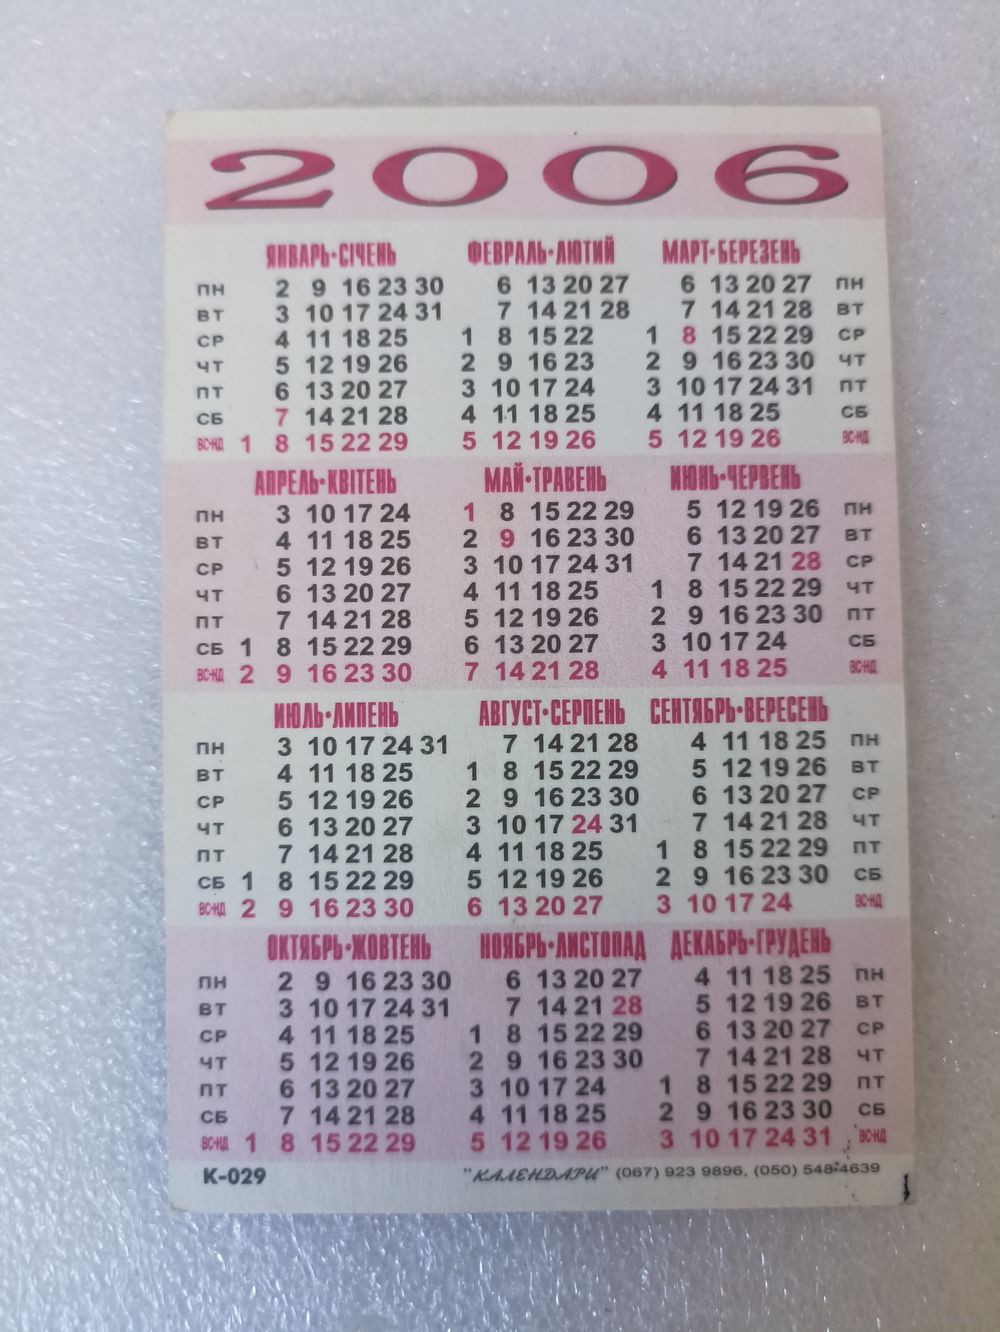 2006
ЯНВАРЬ·СІЧЕНЬ ФЕВРАЛЬ·ЛЮТИЙ МАРТ·БЕРЕЗЕНЬ
ПН 2 9 16 23 30 6 13 20 27 6 13 20 27 ПН
ВТ 3 10 17 24 31 7 14 21 28 7 14 21 28 ВТ
СР 4 11 18 25 1 8 15 22 1 8 15 22 29 СР
ЧТ 5 12 19 26 2 9 16 23 2 9 16 23 30 ЧТ
ПТ 6 13 20 27 3 10 17 24 3 10 17 24 31 ПТ
СБ 7 14 21 28 4 11 18 25 4 11 18 25 СБ
ВС-НД 1 8 15 22 29 5 12 19 26 5 12 19 26 ВС-НД
АПРЕЛЬ·КВІТЕНЬ МАЙ·ТРАВЕНЬ ИЮНЬ·ЧЕРВЕНЬ
ПН 3 10 17 24 1 8 15 22 29 5 12 19 26 ПН
ВТ 4 11 18 25 2 9 16 23 30 6 13 20 27 ВТ
СР 5 12 19 26 3 10 17 24 31 7 14 21 28 СР
ЧТ 6 13 20 27 4 11 18 25 1 8 15 22 29 ЧТ
ПТ 7 14 21 28 5 12 19 26 2 9 16 23 30 ПТ
СБ 1 8 15 22 29 6 13 20 27 3 10 17 24 СБ
ВС-НД 2 9 16 23 30 7 14 21 28 4 11 18 25 ВС-НД
ИЮЛЬ·ЛИПЕНЬ АВГУСТ·СЕРПЕНЬ СЕНТЯБРЬ·ВЕРЕСЕНЬ
ПН 3 10 17 24 31 7 14 21 28 4 11 18 25 ПН
ВТ 4 11 18 25 1 8 15 22 29 5 12 19 26 ВТ
СР 5 12 19 26 2 9 16 23 30 6 13 20 27 СР
ЧТ 6 13 20 27 3 10 17 24 31 7 14 21 28 ЧТ
ПТ 7 14 21 28 4 11 18 25 1 8 15 22 29 ПТ
СБ 1 8 15 22 29 5 12 19 26 2 9 16 23 30 СБ
ВС-НД 2 9 16 23 30 6 13 20 27 3 10 17 24 ВС-НД
ОКТЯБРЬ·ЖОВТЕНЬ НОЯБРЬ·ЛИСТОПАД ДЕКАБРЬ·ГРУДЕНЬ
ПН 2 9 16 23 30 6 13 20 27 4 11 18 25 ПН
ВТ 3 10 17 24 31 7 14 21 28 5 12 19 26 ВТ
СР 4 11 18 25 1 8 15 22 29 6 13 20 27 СР
ЧТ 5 12 19 26 2 9 16 23 30 7 14 21 28 ЧТ
ПТ 6 13 20 27 3 10 17 24 1 8 15 22 29 ПТ
СБ 7 14 21 28 4 11 18 25 2 9 16 23 30 СБ
ВС-НД 1 8 15 22 29 5 12 19 26 3 10 17 24 31 ВС-НД
К-029 "КАЛЕНДАРИ" (067) 923 9896, (050) 548-4639